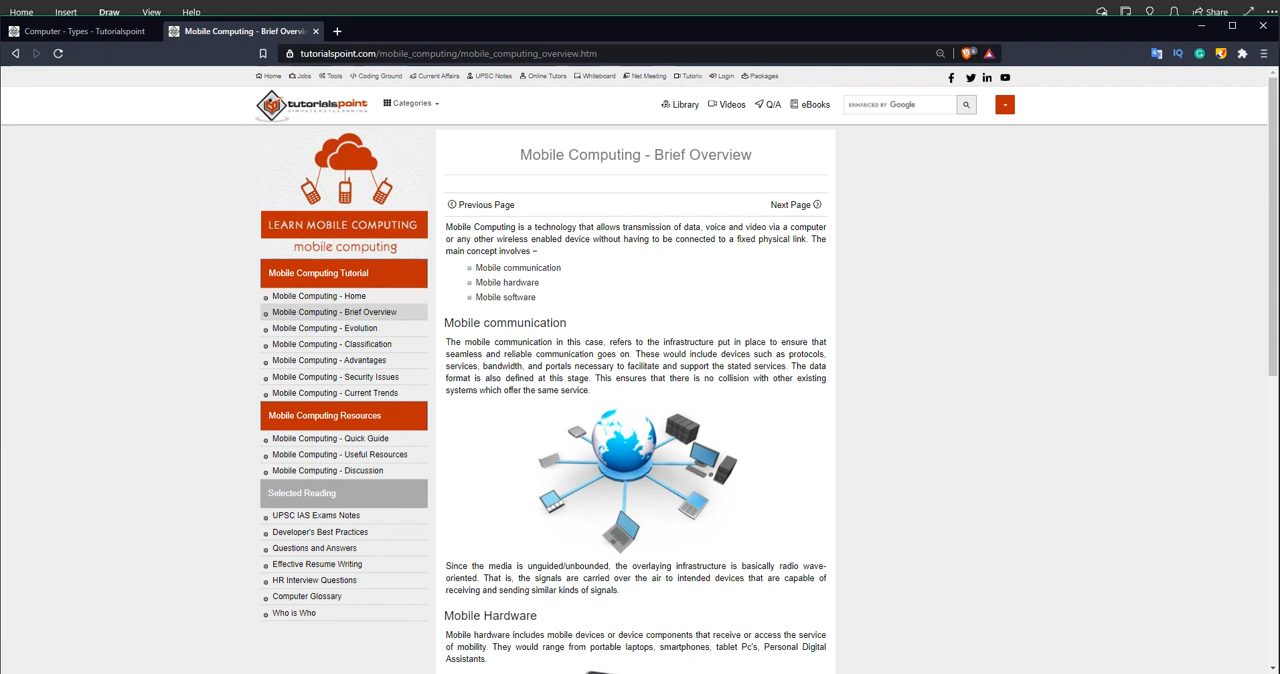 Home Insert Draw View Help Share
Computer - Types - Tutorialspoint Mobile Computing - Brief Overvi
tutorialspoint.com/mobile_computing/mobile_computing_overview.htm
Home Jobs Tools Coding Ground Current Affairs UPSC Notes Online Tutors Whiteboard Net Meeting Tutorix Login Packages
tutorialspoint
SIMPLYEASYLEARNING
Categories
Library Videos Q/A eBooks
ENHANCED BY Google
LEARN MOBILE COMPUTING
mobile computing
Mobile Computing Tutorial
Mobile Computing - Home
Mobile Computing - Brief Overview
Mobile Computing - Evolution
Mobile Computing - Classification
Mobile Computing - Advantages
Mobile Computing - Security Issues
Mobile Computing - Current Trends
Mobile Computing Resources
Mobile Computing - Quick Guide
Mobile Computing - Useful Resources
Mobile Computing - Discussion
Selected Reading
UPSC IAS Exams Notes
Developer's Best Practices
Questions and Answers
Effective Resume Writing
HR Interview Questions
Computer Glossary
Who is Who
Mobile Computing - Brief Overview
Previous Page Next Page
Mobile Computing is a technology that allows transmission of data, voice and video via a computer
or any other wireless enabled device without having to be connected to a fixed physical link. The
main concept involves −
Mobile communication
Mobile hardware
Mobile software
Mobile communication
The mobile communication in this case, refers to the infrastructure put in place to ensure that
seamless and reliable communication goes on. These would include devices such as protocols,
services, bandwidth, and portals necessary to facilitate and support the stated services. The data
format is also defined at this stage. This ensures that there is no collision with other existing
systems which offer the same service.
Since the media is unguided/unbounded, the overlaying infrastructure is basically radio wave-
oriented. That is, the signals are carried over the air to intended devices that are capable of
receiving and sending similar kinds of signals.
Mobile Hardware
Mobile hardware includes mobile devices or device components that receive or access the service
of mobility. They would range from portable laptops, smartphones, tablet Pc's, Personal Digital
Assistants.